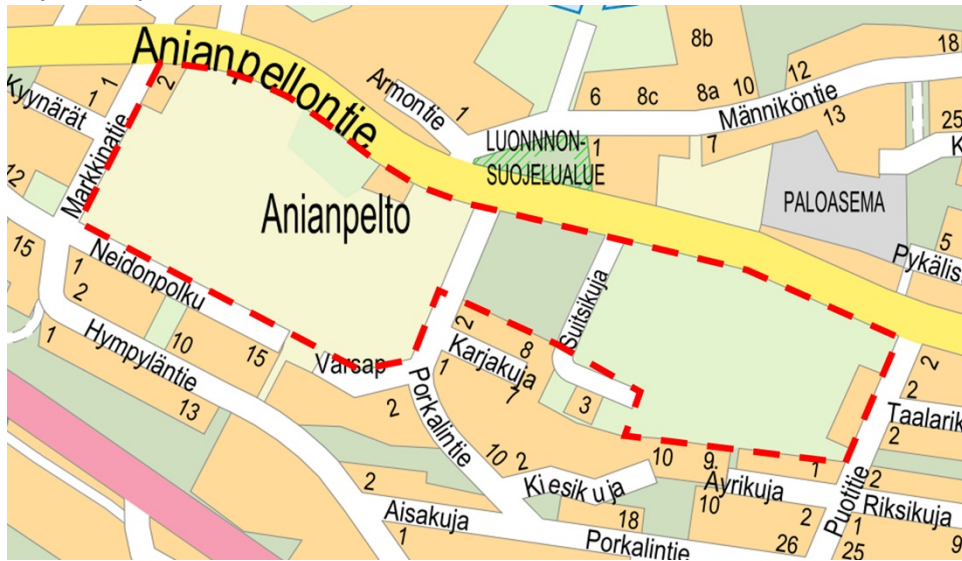 Anianpellontie
8b
18
12
10
8a
8c
6
Männiköntie
13
25
K
Armontie
1
7
1
LUONNNON-
SUOJELUALUE
PALOASEMA
5
Pykälis
Kyynärät
1
1
2
12
Markkinatie
Anianpelto
15
1
2
Neidonpolku
Suitsikuja
1
Hympyläntie
10
15
13
Varsap
2
8
Karjakuja
1
7
3
Porkalintie
2
2
2
Taalarik
2
10
2
Kiesikuja
10
9
1
Äyrikuja
10
2
Puotitie
2
Riksikuja
1
2
Aisakuja
1
18
Porkalintie
26
25
9